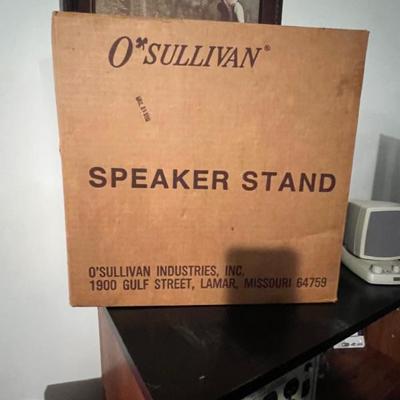 O'SULLIVAN®
SPEAKER STAND
O'SULLIVAN INDUSTRIES, INC.
1900 GULF STREET, LAMAR, MISSOURI 64759